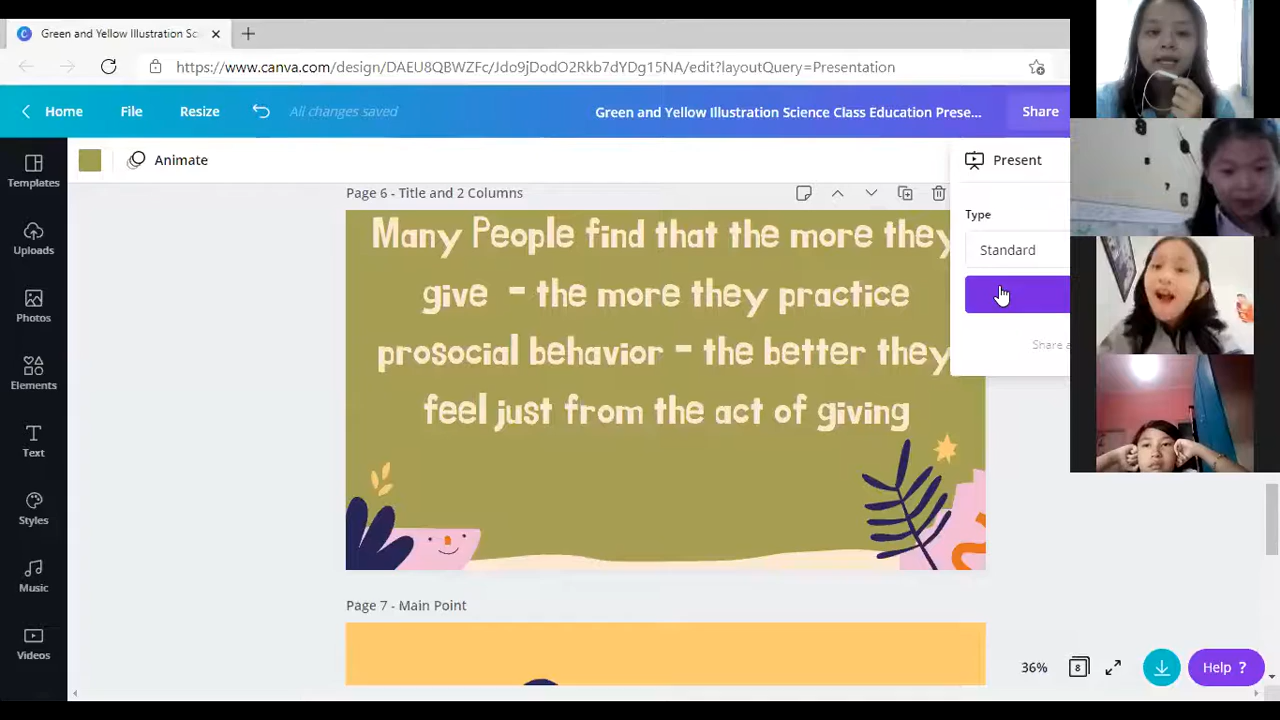 Green and Yellow Illustration Sc
https://www.canva.com/design/DAEU8QBWZFc/Jdo9jDodO2Rkb7dYDg15NA/edit?layoutQuery=Presentation
Home File Resize All changes saved Green and Yellow Illustration Science Class Education Prese... Share
Animate
Present
Templates
Uploads
Photos
Elements
Text
Styles
Music
Videos
Page 6 - Title and 2 Columns
Many People find that the more they
give - the more they practice
prosocial behavior - the better they
feel just from the act of giving
Type
Standard
Share
Page 7 - Main Point
36% 8 Help ?